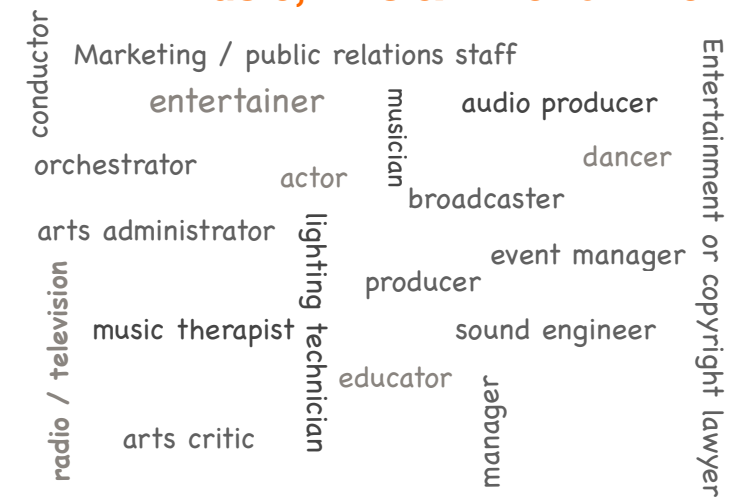 conductor
Marketing / public relations staff
entertainer
musician
audio producer
Entertainment or copyright lawyer
orchestrator
actor
dancer
broadcaster
arts administrator
lighting technician
event manager
radio / television
producer
music therapist
sound engineer
educator
manager
arts critic